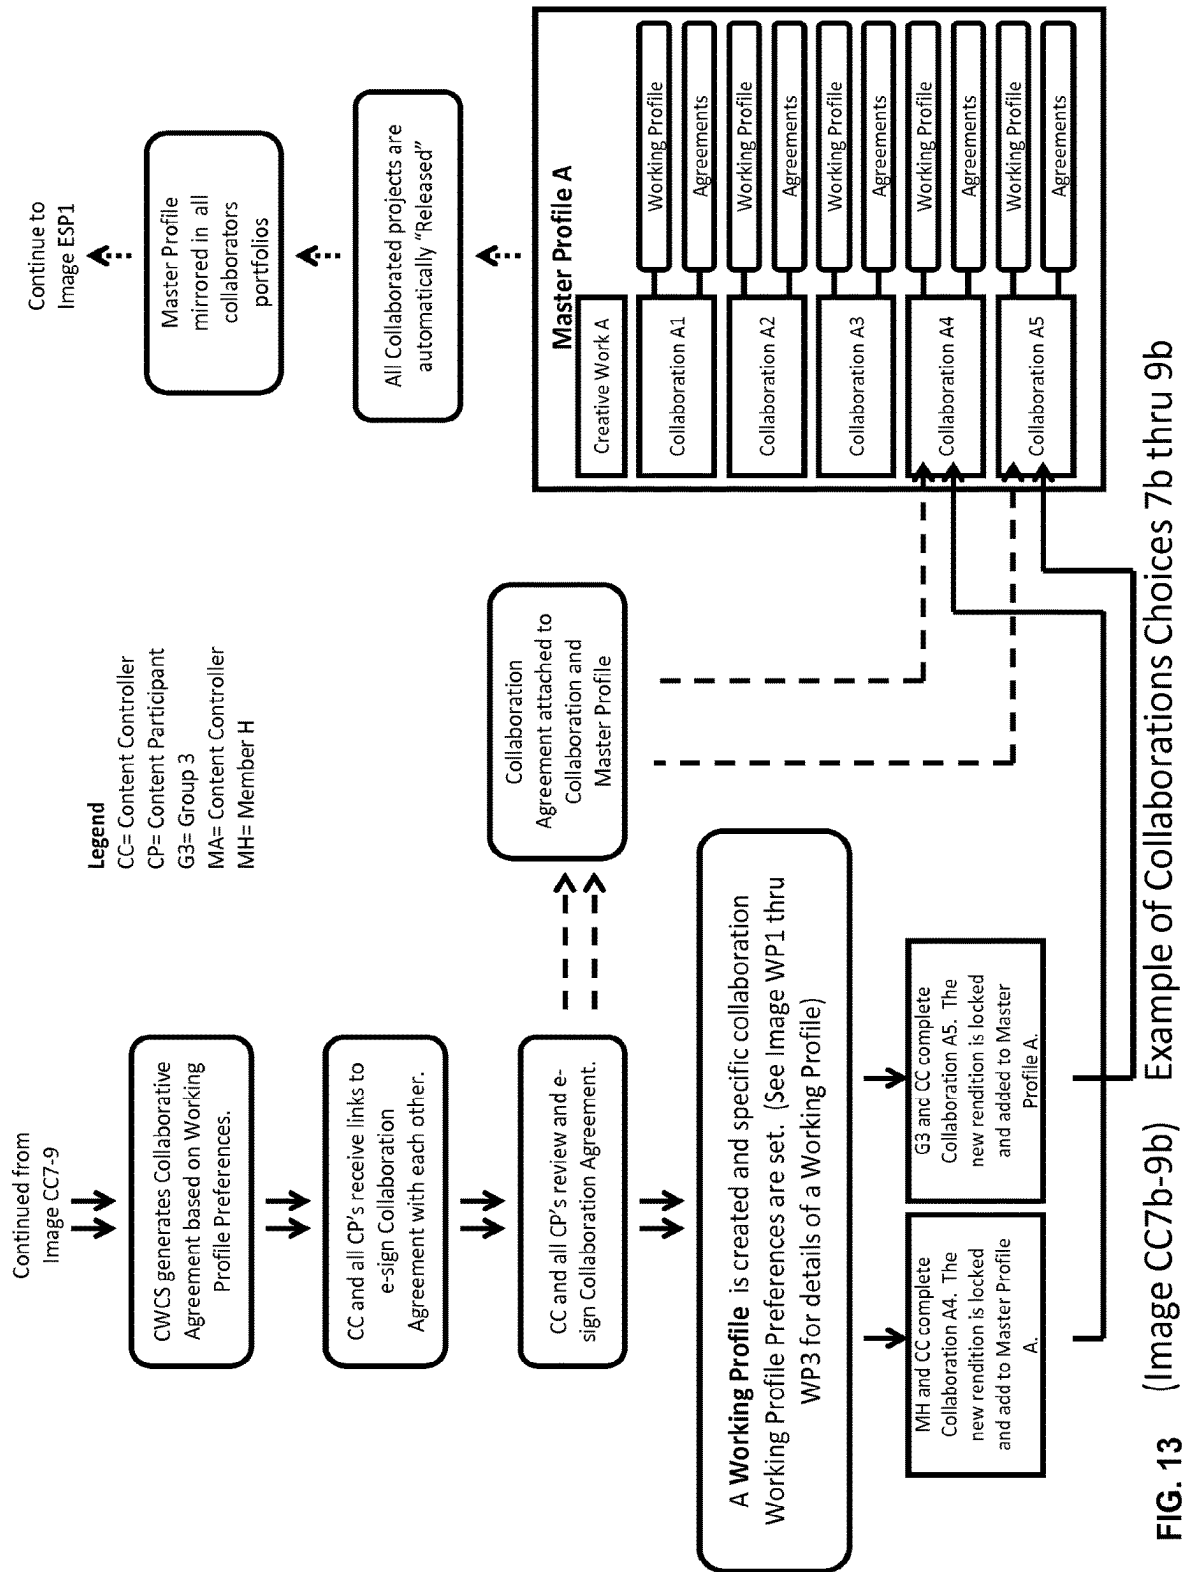 Continued from
Image CC7-9
CWCS generates Collaborative
Agreement based on Working
Profile Preferences.
CC and all CP's receive links to
e-sign Collaboration
Agreement with each other.
CC and all CP's review and e-
sign Collaboration Agreement.
A Working Profile is created and specific collaboration
Working Profile Preferences are set. (See Image WP1 thru
WP3 for details of a Working Profile)
MH and CC complete
Collaboration A4. The
new rendition is locked
and add to Master Profile
A.
G3 and CC complete
Collaboration A5. The
new rendition is locked
and added to Master
Profile A.
Legend
CC= Content Controller
CP= Content Participant
G3= Group 3
MA= Content Controller
MH= Member H
Collaboration
Agreement attached to
Collaboration and
Master Profile
Continue to
Image ESP1
Master Profile
mirrored in all
collaborators
portfolios
All Collaborated projects are
automatically “Released”
Master Profile A
Creative Work A
Collaboration A1
Working Profile
Agreements
Collaboration A2
Working Profile
Agreements
Collaboration A3
Working Profile
Agreements
Collaboration A4
Working Profile
Agreements
Collaboration A5
Working Profile
Agreements
FIG. 13 (Image CC7b-9b) Example of Collaborations Choices 7b thru 9b